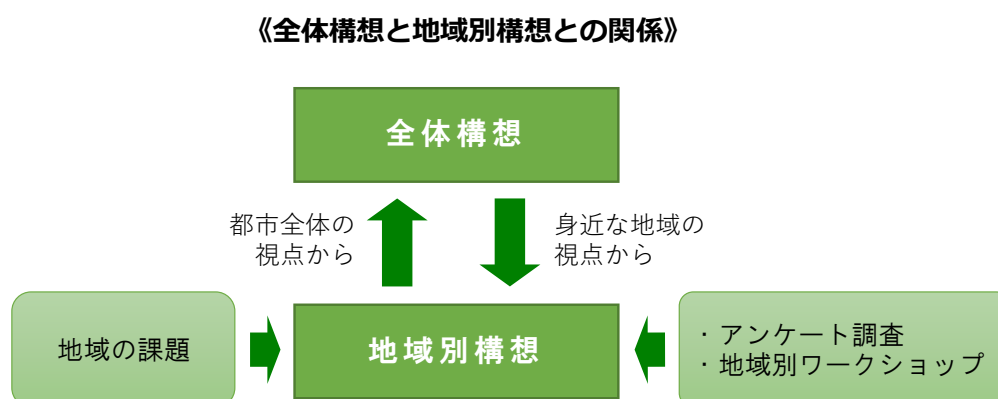 《全体構想と地域別構想との関係》
全体構想
都市全体の
視点から
身近な地域の
視点から
地域の課題
地域別構想
・アンケート調査
・地域別ワークショップ